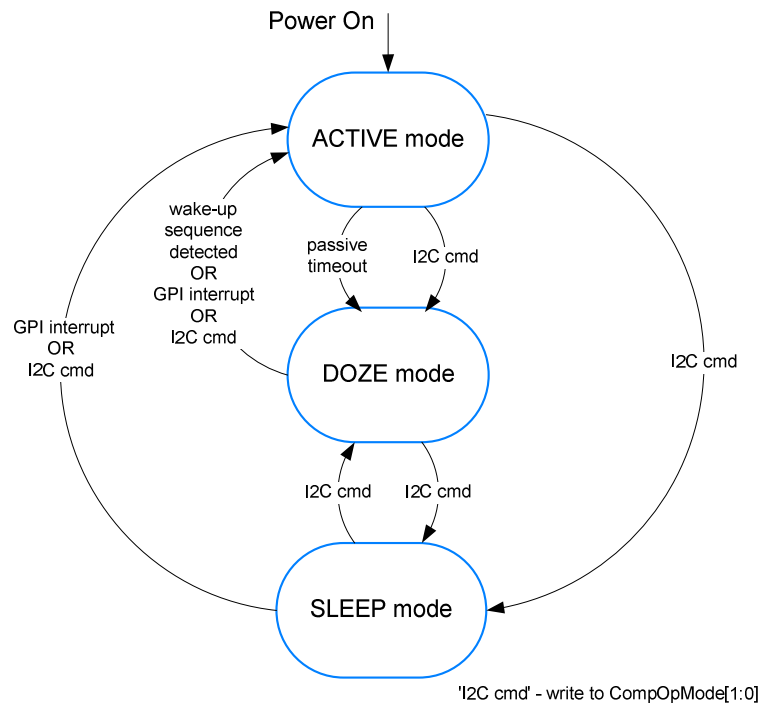 Power On
ACTIVE mode
wake-up
sequence
detected
OR
GPI interrupt
OR
I2C cmd
passive
timeout
I2C cmd
GPI interrupt
OR
I2C cmd
I2C cmd
DOZE mode
I2C cmd
I2C cmd
SLEEP mode
'I2C cmd' - write to CompOpMode[1:0]